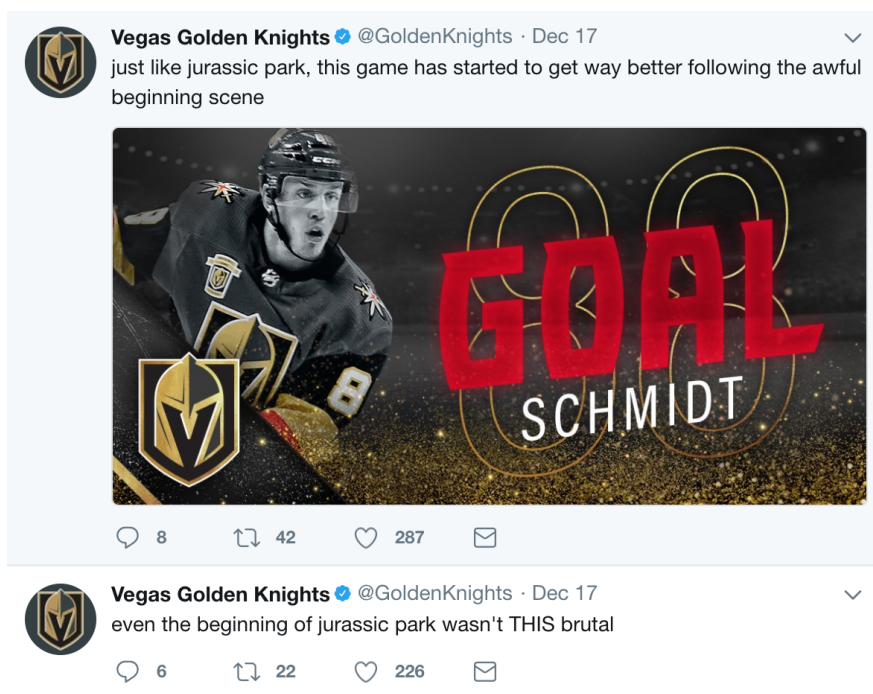 Vegas Golden Knights @GoldenKnights · Dec 17
just like jurassic park, this game has started to get way better following the awful
beginning scene
88
GOAL
SCHMIDT
8
8 42 287
Vegas Golden Knights @GoldenKnights · Dec 17
even the beginning of jurassic park wasn't THIS brutal
6 22 226